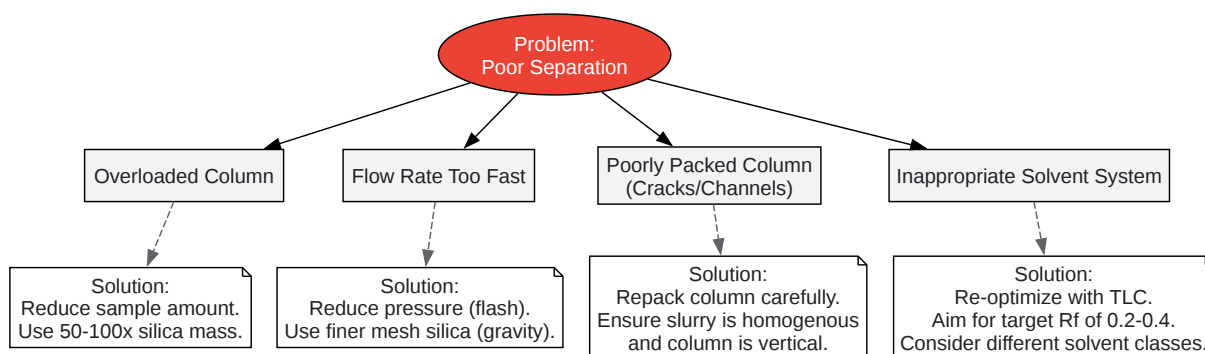 Problem:
Poor Separation
Overloaded Column
Flow Rate Too Fast
Poorly Packed Column
(Cracks/Channels)
Inappropriate Solvent System
Solution:
Reduce sample amount.
Use 50-100x silica mass.
Solution:
Reduce pressure (flash).
Use finer mesh silica (gravity).
Solution:
Repack column carefully.
Ensure slurry is homogenous
and column is vertical.
Solution:
Re-optimize with TLC.
Aim for target Rf of 0.2-0.4.
Consider different solvent classes.